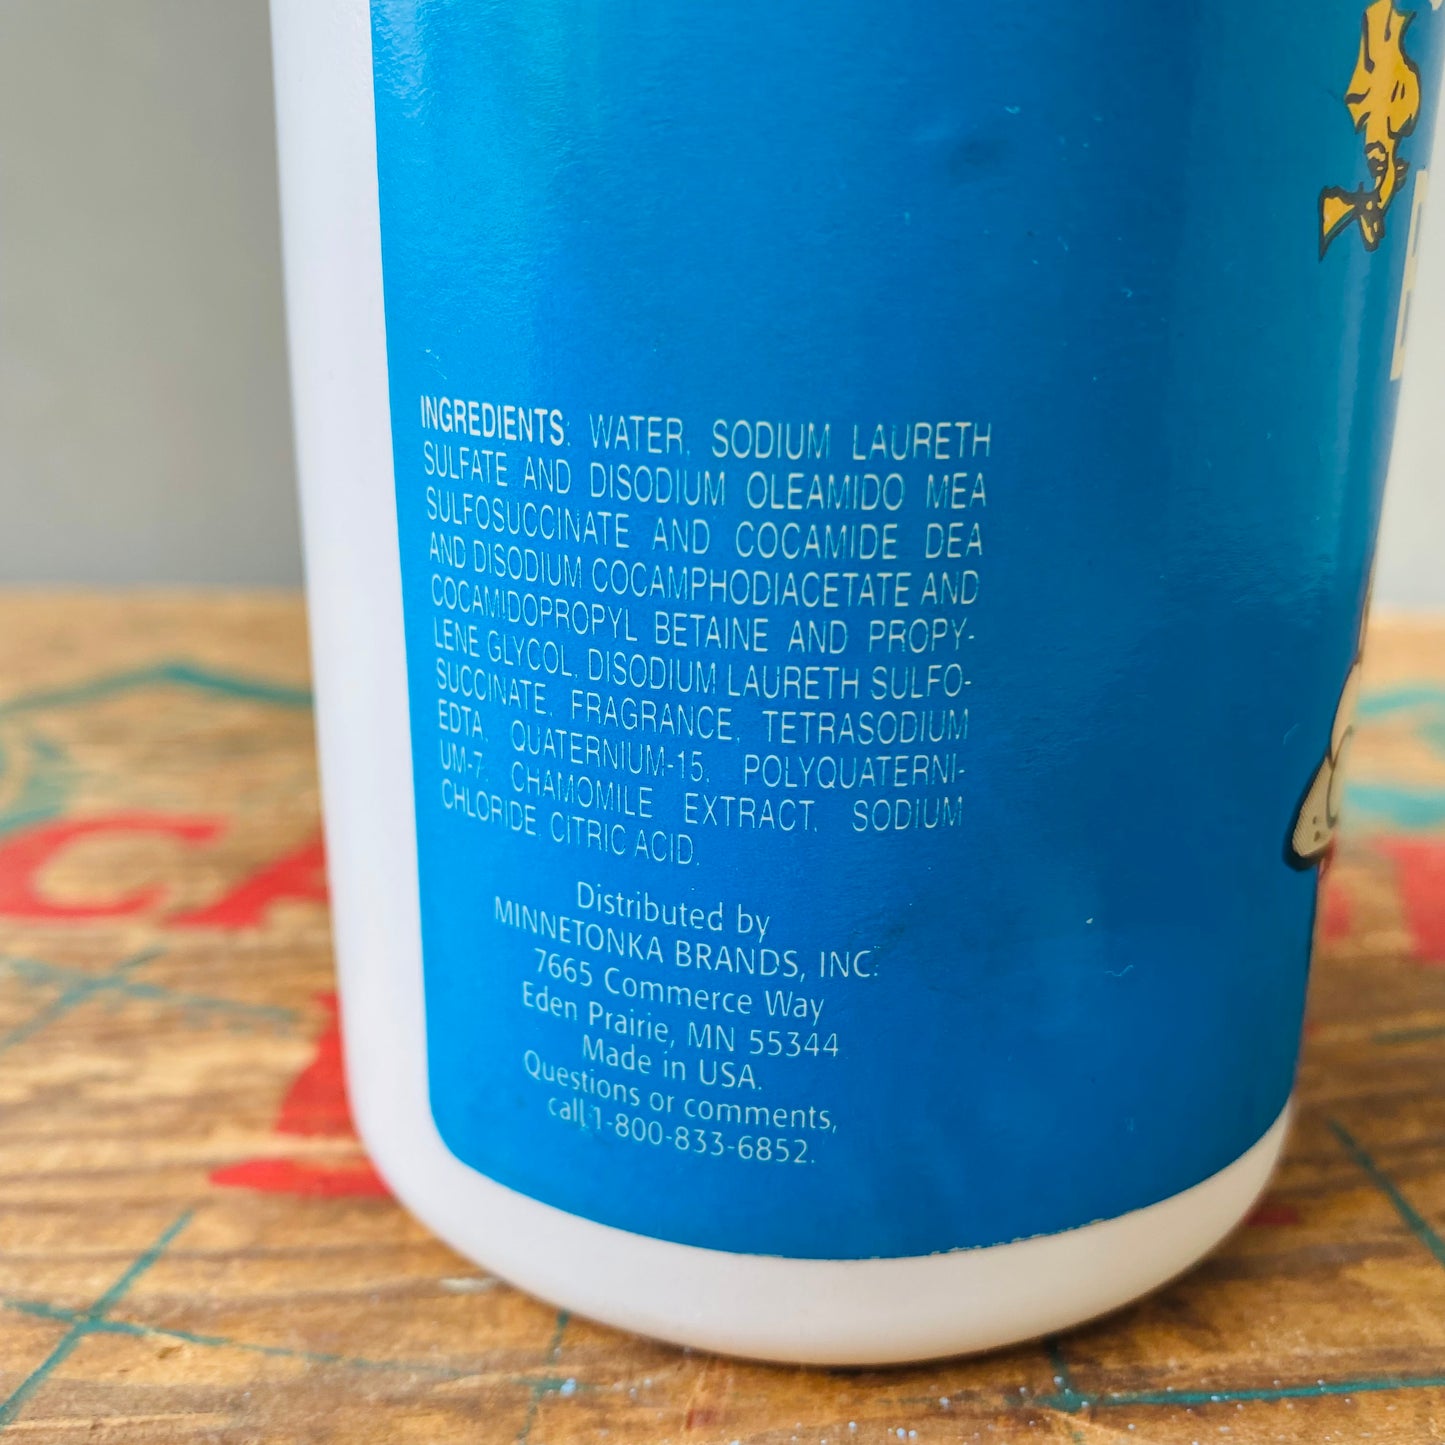 INGREDIENTS: WATER, SODIUM LAURETH
SULFATE AND DISODIUM OLEAMIDO MEA
SULFOSUCCINATE AND COCAMIDE DEA
AND DISODIUM COCAMPHODIACETATE AND
COCAMIDOPROPYL BETAINE AND PROPY-
LENE GLYCOL, DISODIUM LAURETH SULFO-
SUCCINATE, FRAGRANCE, TETRASODIUM
EDTA, QUATERNIUM-15, POLYQUATERNI-
UM-7, CHAMOMILE EXTRACT, SODIUM
CHLORIDE, CITRIC ACID.
Distributed by
MINNETONKA BRANDS, INC.
7665 Commerce Way
Eden Prairie, MN 55344
Made in USA.
Questions or comments,
call 1-800-833-6852.